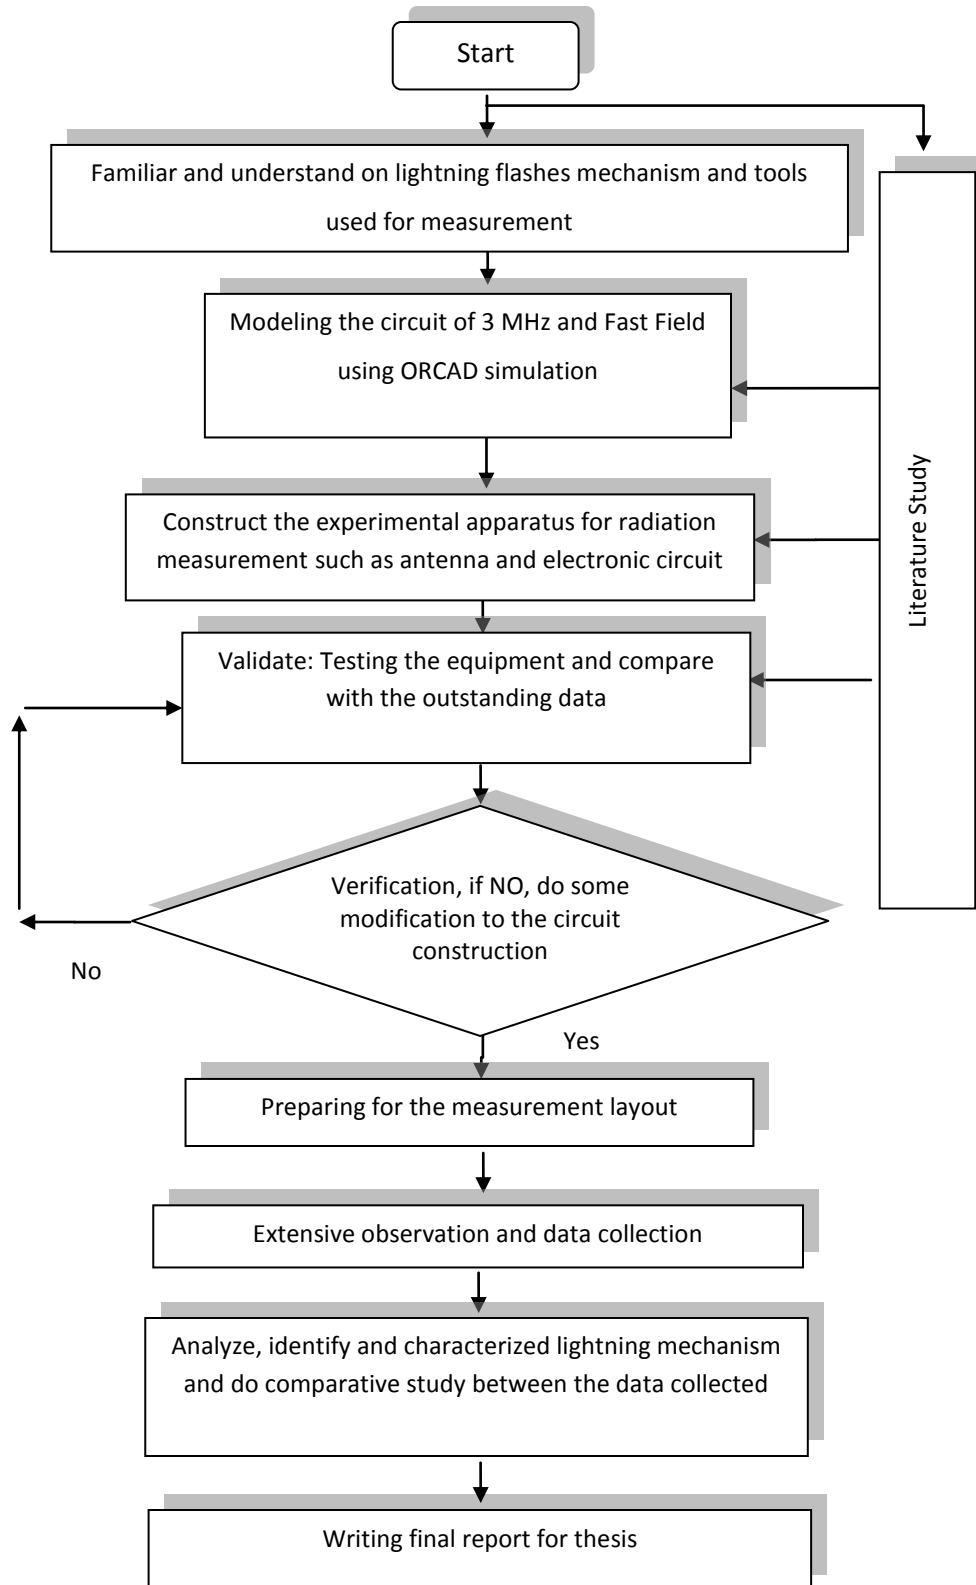 Start
Familiar and understand on lightning flashes mechanism and tools
used for measurement
Modeling the circuit of 3 MHz and Fast Field
using ORCAD simulation
Literature Study
Construct the experimental apparatus for radiation
measurement such as antenna and electronic circuit
Validate: Testing the equipment and compare
with the outstanding data
Verification, if NO, do some
modification to the circuit
construction
No
Yes
Preparing for the measurement layout
Extensive observation and data collection
Analyze, identify and characterized lightning mechanism
and do comparative study between the data collected
Writing final report for thesis